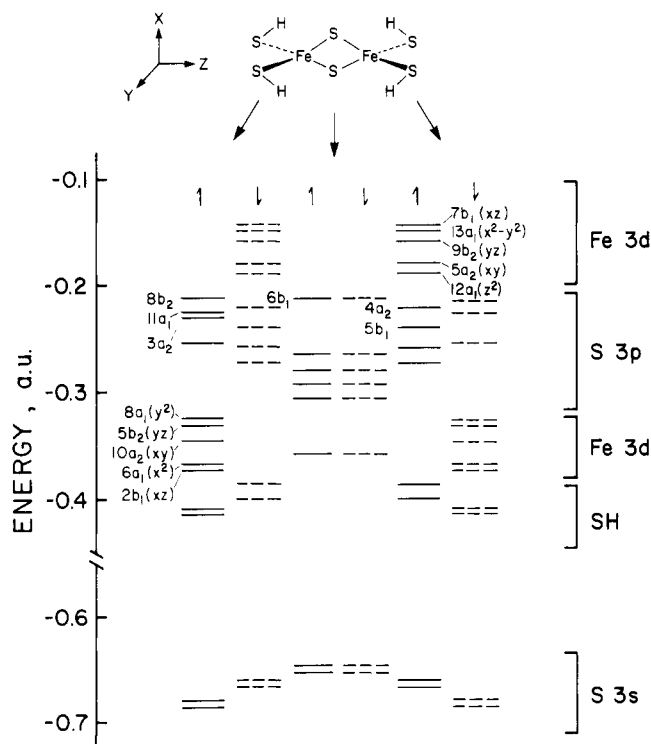 X
Y
Z
H
S
S
H
Fe
S
S
Fe
H
S
S
H
ENERGY, a.u.
-0.1
-0.2
-0.3
-0.4
-0.6
-0.7
8b₂
11a₁
3a₂
8a₁(y²)
5b₂(yz)
10a₂(xy)
6a₁(x²)
2b₁(xz)
6b₁
4a₂
5b₁
7b₁(xz)
13a₁(x²-y²)
9b₂(yz)
5a₂(xy)
12a₁(z²)
Fe 3d
S 3p
Fe 3d
SH
S 3s